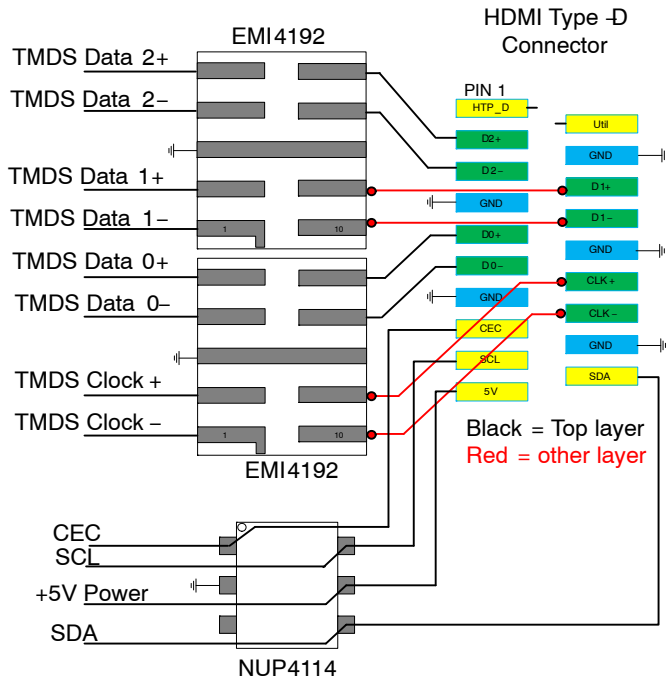 HDMI Type -D
Connector
EMI4192
TMDS Data 2+
TMDS Data 2−
TMDS Data 1+
TMDS Data 1−
TMDS Data 0+
TMDS Data 0−
TMDS Clock +
TMDS Clock −
1
10
1
10
EMI4192
PIN 1
HTP_D
D2+
D2−
GND
D0+
D0−
GND
CEC
SCL
5V
Util
GND
D1+
D1−
GND
CLK+
CLK−
GND
SDA
Black = Top layer
Red = other layer
CEC
SCL
+5V Power
SDA
NUP4114